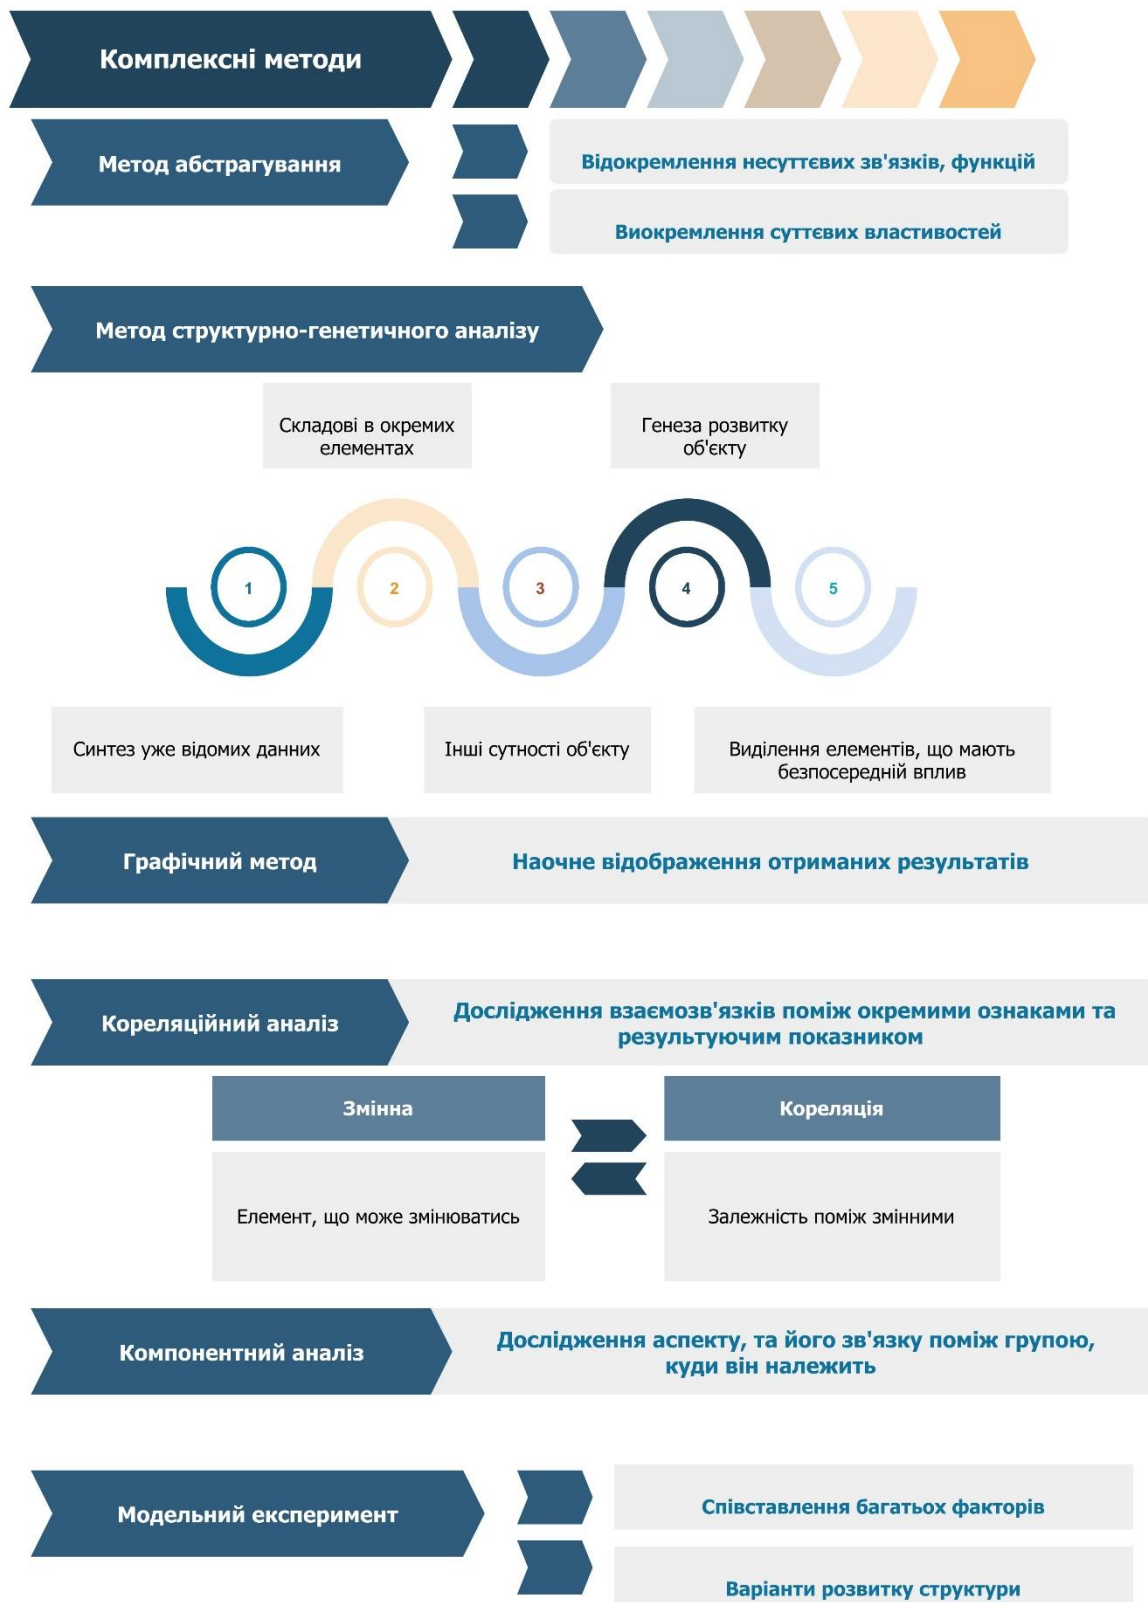 Комплексні методи
Метод абстрагування
Відокремлення несуттєвих зв'язків, функцій
Виокремлення суттєвих властивостей
Метод структурно-генетичного аналізу
Складові в окремих
елементах
Генеза розвитку
об'єкту
1
2
3
4
5
Синтез уже відомих данних
Інші сутності об'єкту
Виділення елементів, що мають
безпосередній вплив
Графічний метод
Наочне відображення отриманих результатів
Кореляційний аналіз
Дослідження взаємозв'язків поміж окремими ознаками та
результуючим показником
Змінна
Кореляція
Елемент, що може змінюватись
Залежність поміж змінними
Компонентний аналіз
Дослідження аспекту, та його зв'язку поміж групою,
куди він належить
Модельний експеримент
Співставлення багатьох факторів
Варіанти розвитку структури